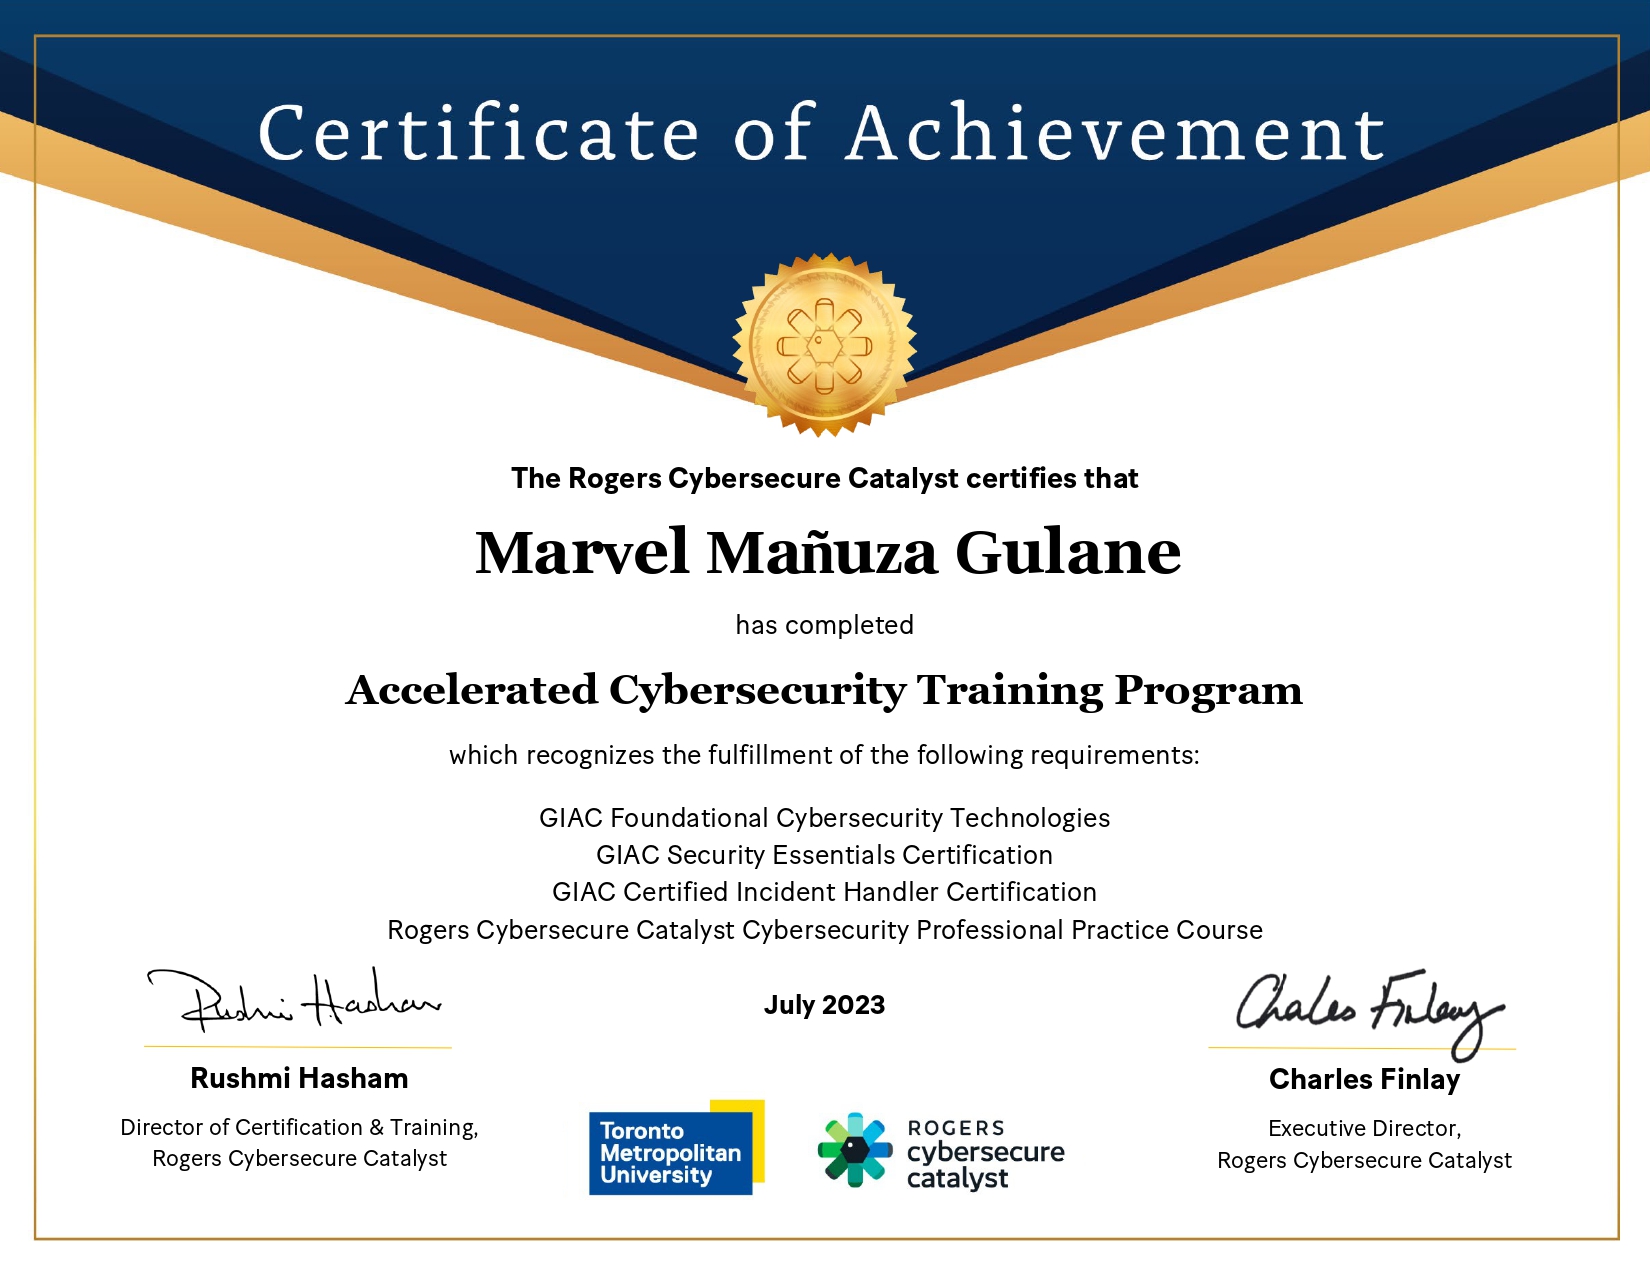 Certificate of Achievement
The Rogers Cybersecure Catalyst certifies that
Marvel Mañuza Gulane
has completed
Accelerated Cybersecurity Training Program
which recognizes the fulfillment of the following requirements:
GIAC Foundational Cybersecurity Technologies
GIAC Security Essentials Certification
GIAC Certified Incident Handler Certification
Rogers Cybersecure Catalyst Cybersecurity Professional Practice Course
Rushmi Hasham
July 2023
Charles Finlay
Rushmi Hasham
Director of Certification & Training,
Rogers Cybersecure Catalyst
Toronto
Metropolitan
University
ROGERS
cybersecure
catalyst
Charles Finlay
Executive Director,
Rogers Cybersecure Catalyst